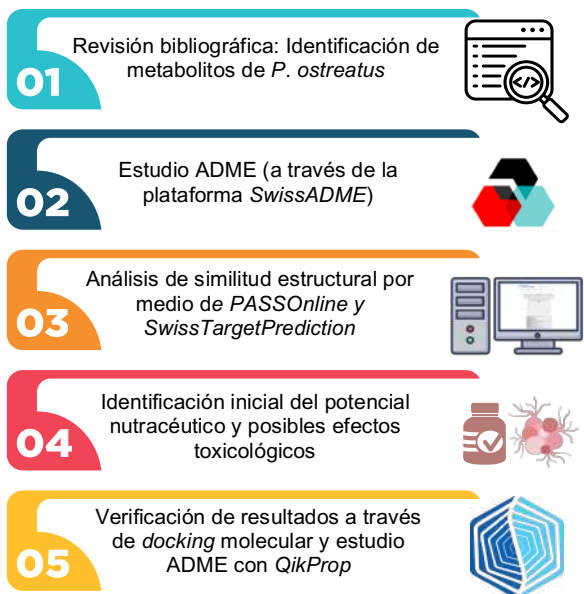 Revisión bibliográfica: Identificación de
metabolitos de P. ostreatus
01
</>
Estudio ADME (a través de la
plataforma SwissADME)
02
Análisis de similitud estructural por
medio de PASSOnline y
SwissTargetPrediction
03
Identificación inicial del potencial
nutracéutico y posibles efectos
toxicológicos
04
Verificación de resultados a través
de docking molecular y estudio
ADME con QikProp
05